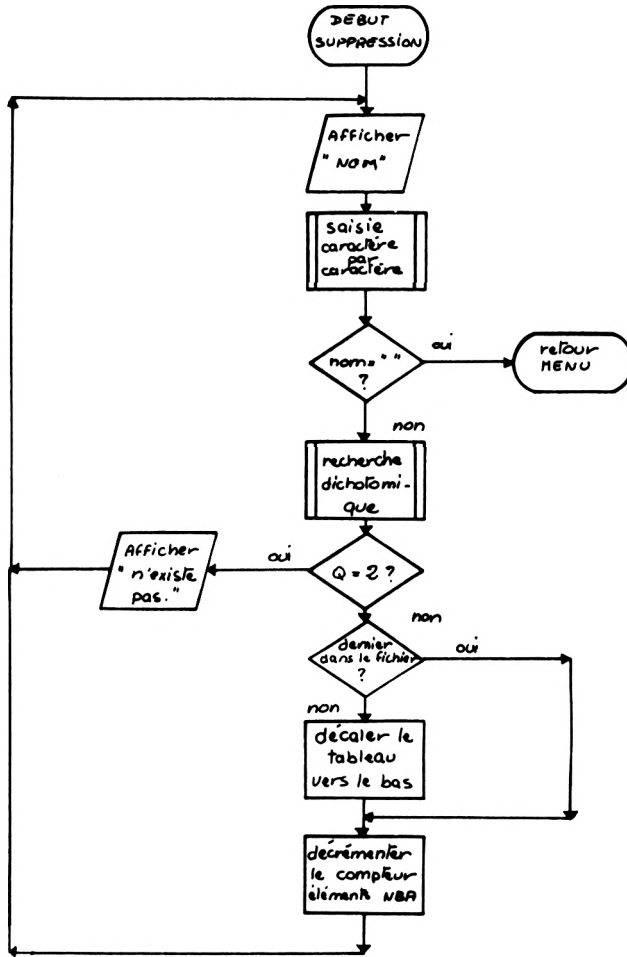 DEBUT
SUPPRESSION
Afficher
"NOM"
saisie
caractère
par
caractère
nom=" "
?
oui
retour
MENU
non
recherche
dichotomi-
que
Q = 2 ?
oui
Afficher
"n'existe
pas."
non
dernier
dans le fichier
?
oui
non
décaler le
tableau
vers le bas
décrémenter
le compteur
éléments NBA